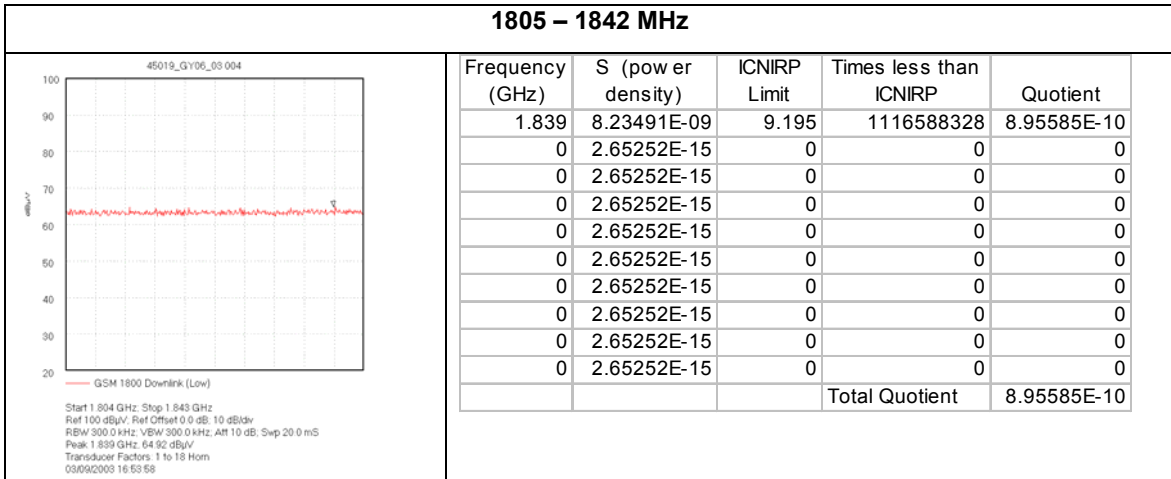 1805 – 1842 MHz
45019_GY06_03 004
100
90
80
70
60
50
40
30
20
dBµV
GSM 1800 Downlink (Low)
Start 1.804 GHz; Stop 1.843 GHz
Ref 100 dBµV; Ref Offset 0.0 dB; 10 dB/div
RBW 300.0 kHz; VBW 300.0 kHz; Att 10 dB; Swp 20.0 mS
Peak 1.839 GHz, 64.92 dBµV
Transducer Factors: 1 to 18 Horn
03/09/2003 16:53:58
Frequency (GHz) S (pow er density) ICNIRP Limit Times less than ICNIRP Quotient
1.839 8.23491E-09 9.195 1116588328 8.95585E-10
0 2.65252E-15 0 0 0
0 2.65252E-15 0 0 0
0 2.65252E-15 0 0 0
0 2.65252E-15 0 0 0
0 2.65252E-15 0 0 0
0 2.65252E-15 0 0 0
0 2.65252E-15 0 0 0
0 2.65252E-15 0 0 0
0 2.65252E-15 0 0 0
Total Quotient 8.95585E-10